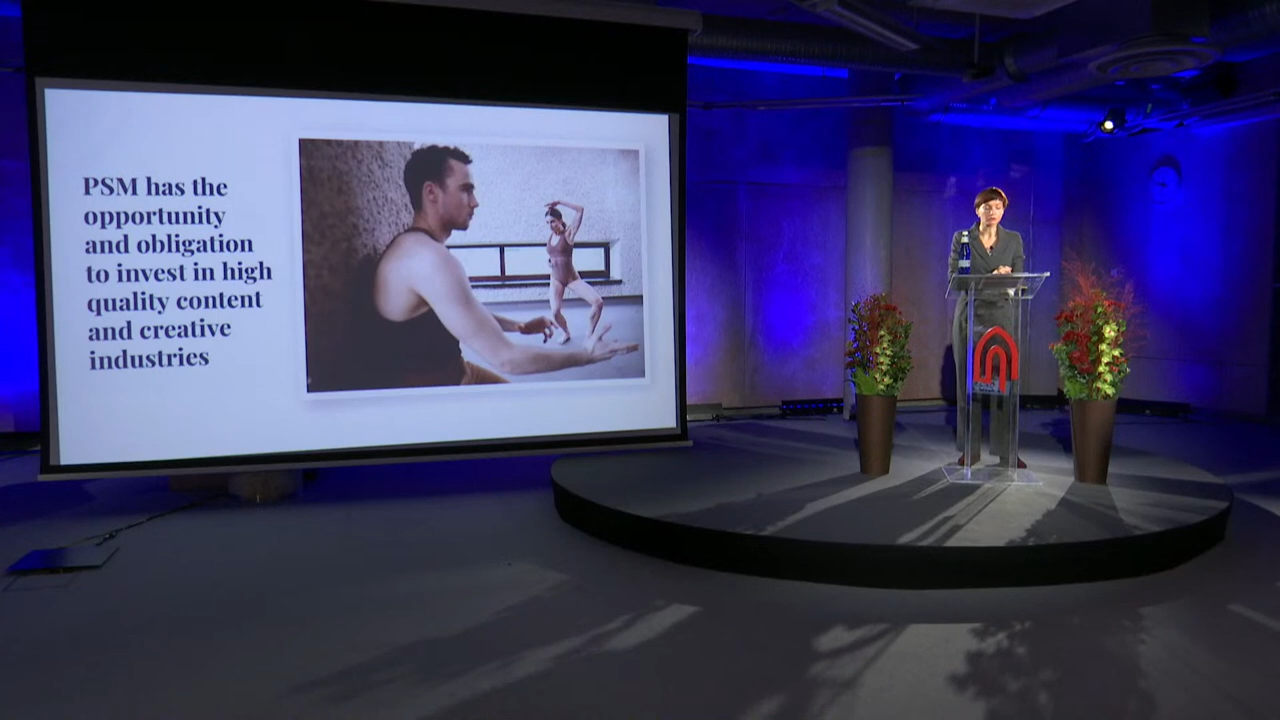 PSM has the
opportunity
and obligation
to invest in high
quality content
and creative
industries